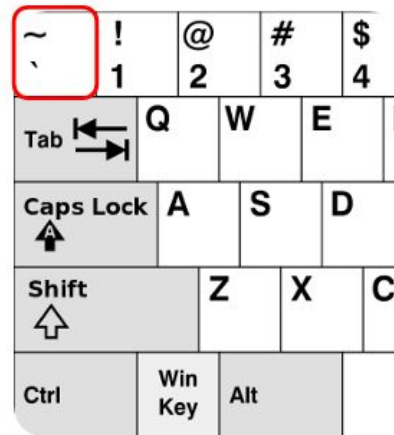 ~ ! @ # $
` 1 2 3 4
Tab Q W E
Caps Lock A S D
Shift Z X C
Ctrl Win Key Alt